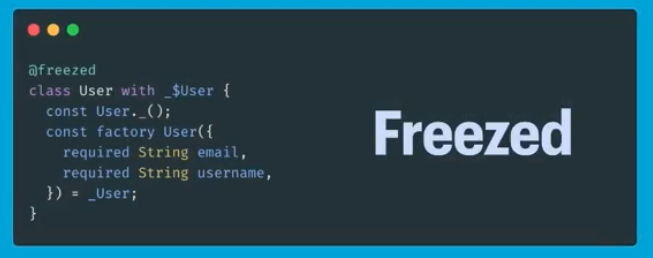 @freezed
class User with _$User {
const User._();
const factory User({
required String email,
required String username,
}) = _User;
}
Freezed